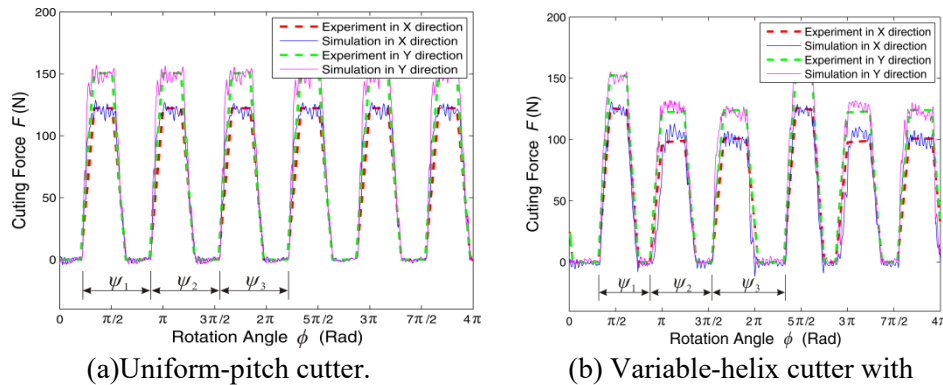 Experiment in X direction
Simulation in X direction
Experiment in Y direction
Simulation in Y direction
200
150
100
50
0
Cuting Force F (N)
ψ1 ψ2 ψ3
0 π/2 π 3π/2 2π 5π/2 3π 7π/2 4π
Rotation Angle ϕ (Rad)
(a)Uniform-pitch cutter.
Experiment in X direction
Simulation in X direction
Experiment in Y direction
Simulation in Y direction
200
150
100
50
0
Cuting Force F (N)
ψ1 ψ2 ψ3
0 π/2 π 3π/2 2π 5π/2 3π 7π/2 4π
Rotation Angle ϕ (Rad)
(b) Variable-helix cutter with